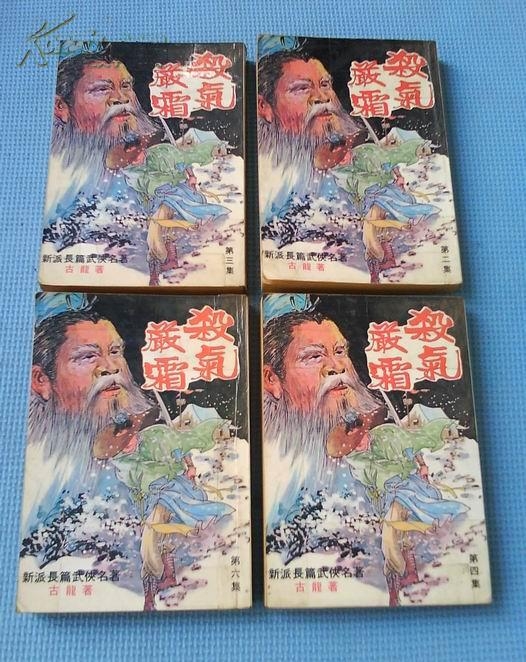 殺氣
嚴霜
新派長篇武俠名著
古龍著
第三集
殺氣
嚴霜
新派長篇武俠名著
古龍著
第二集
殺氣
嚴霜
新派長篇武俠名著
古龍著
第六集
殺氣
嚴霜
新派長篇武俠名著
古龍著
第四集